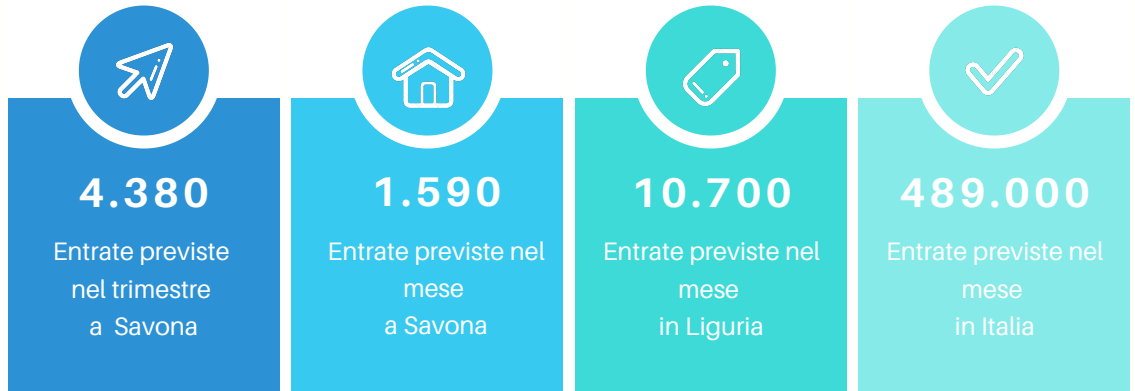 4.380
Entrate previste
nel trimestre
a Savona
1.590
Entrate previste nel
mese
a Savona
10.700
Entrate previste nel
mese
in Liguria
489.000
Entrate previste nel
mese
in Italia